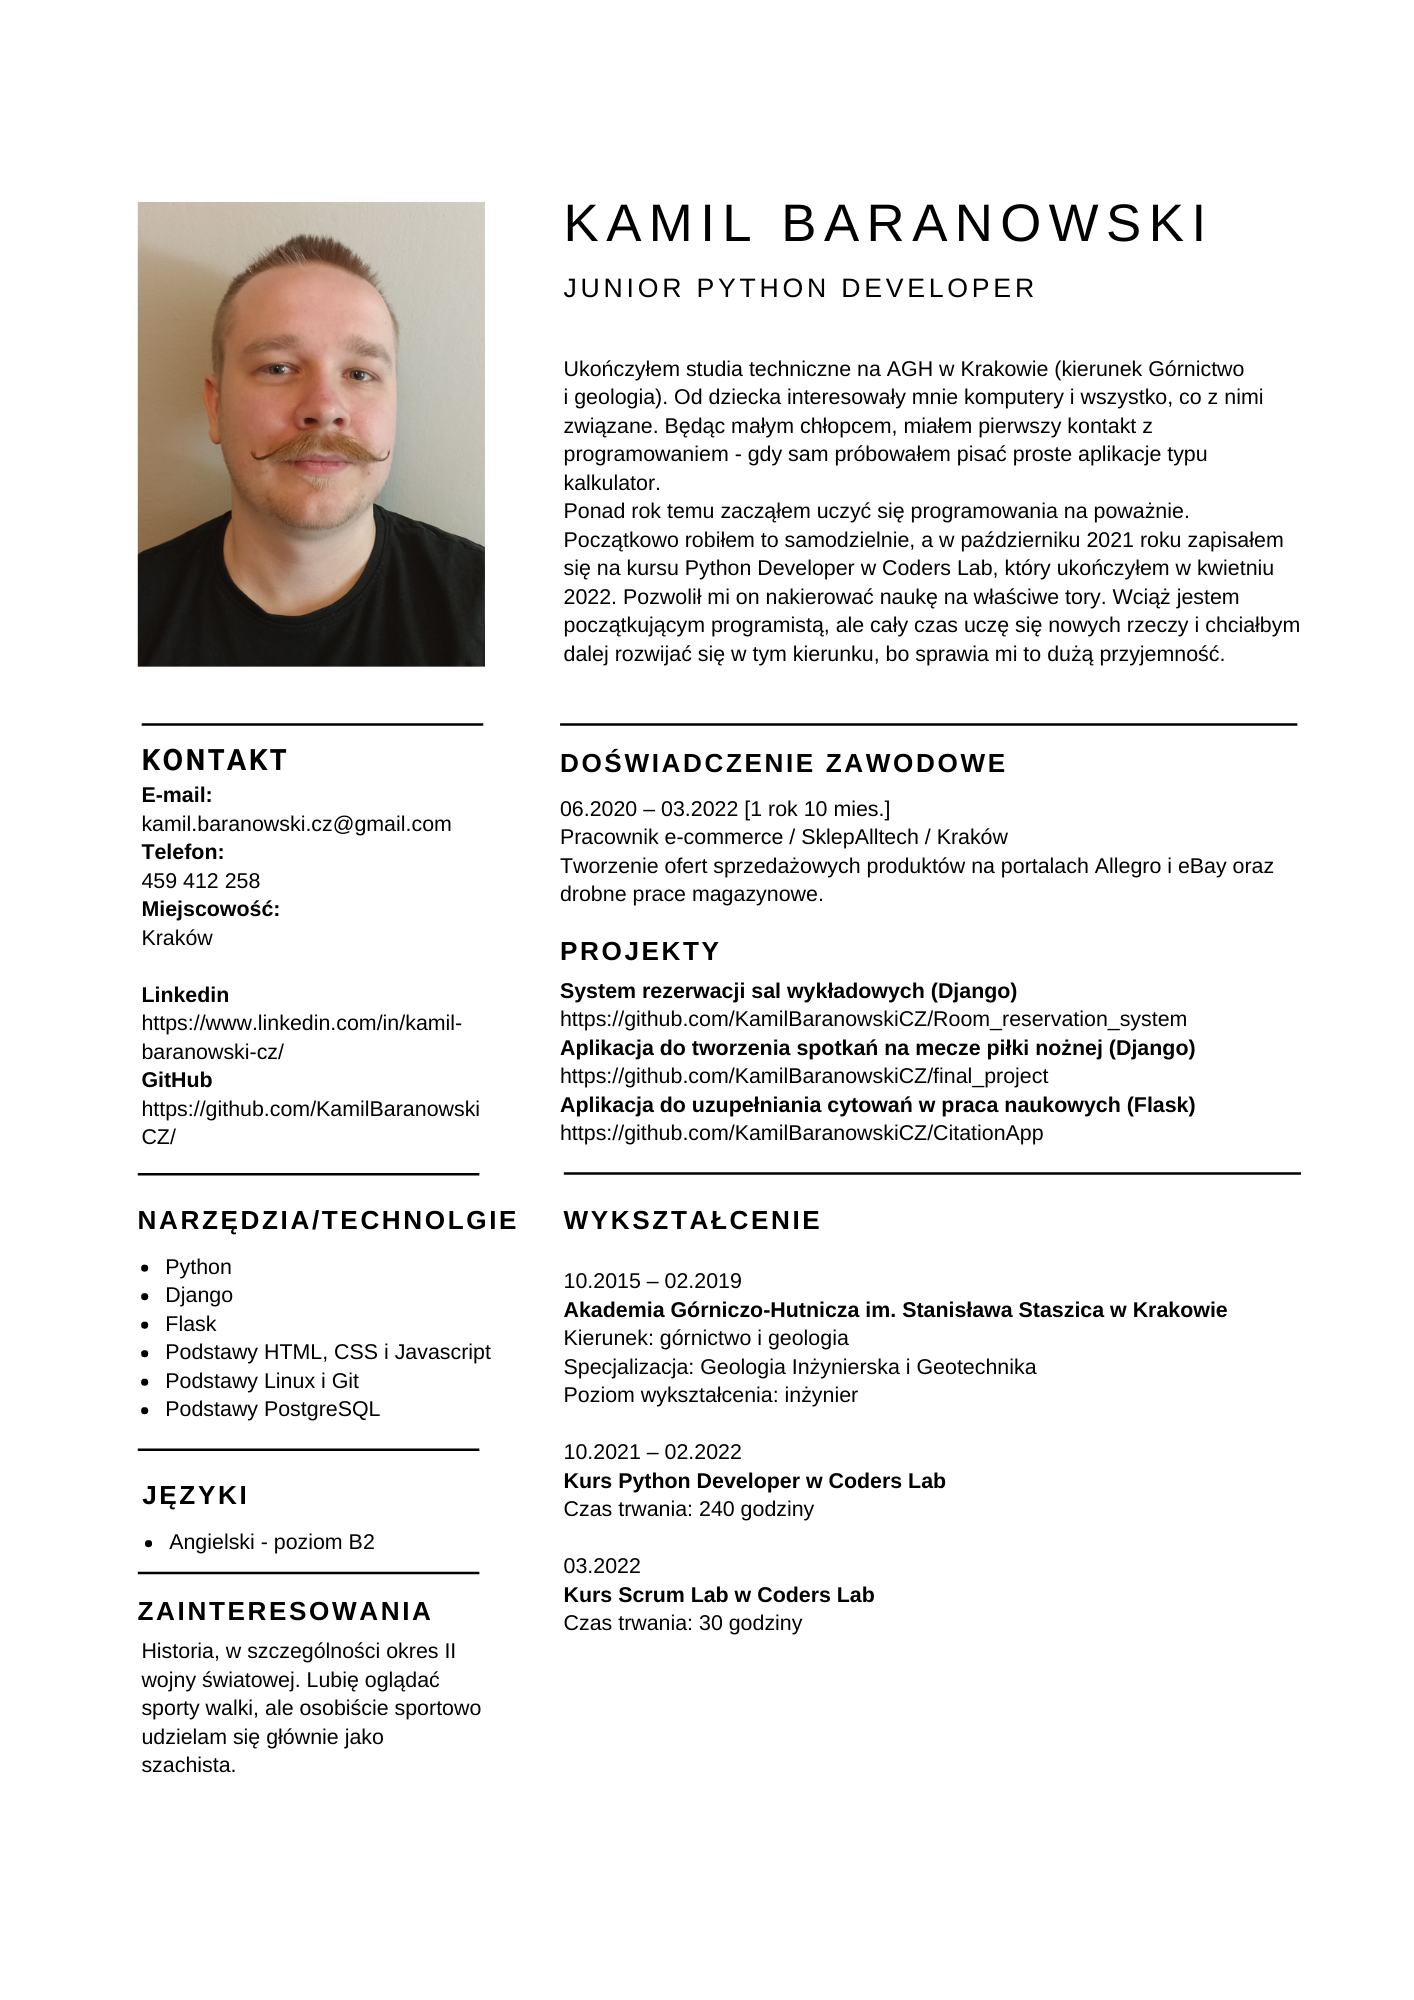 KAMIL BARANOWSKI
JUNIOR PYTHON DEVELOPER
Ukończyłem studia techniczne na AGH w Krakowie (kierunek Górnictwo
i geologia). Od dziecka interesowały mnie komputery i wszystko, co z nimi
związane. Będąc małym chłopcem, miałem pierwszy kontakt z
programowaniem - gdy sam próbowałem pisać proste aplikacje typu
kalkulator.
Ponad rok temu zacząłem uczyć się programowania na poważnie.
Początkowo robiłem to samodzielnie, a w październiku 2021 roku zapisałem
się na kursu Python Developer w Coders Lab, który ukończyłem w kwietniu
2022. Pozwolił mi on nakierować naukę na właściwe tory. Wciąż jestem
początkującym programistą, ale cały czas uczę się nowych rzeczy i chciałbym
dalej rozwijać się w tym kierunku, bo sprawia mi to dużą przyjemność.
KONTAKT
E-mail:
kamil.baranowski.cz@gmail.com
Telefon:
459 412 258
Miejscowość:
Kraków
Linkedin
https://www.linkedin.com/in/kamil-
baranowski-cz/
GitHub
https://github.com/KamilBaranowski
CZ/
DOŚWIADCZENIE ZAWODOWE
06.2020 – 03.2022 [1 rok 10 mies.]
Pracownik e-commerce / SklepAlltech / Kraków
Tworzenie ofert sprzedażowych produktów na portalach Allegro i eBay oraz
drobne prace magazynowe.
PROJEKTY
System rezerwacji sal wykładowych (Django)
https://github.com/KamilBaranowskiCZ/Room_reservation_system
Aplikacja do tworzenia spotkań na mecze piłki nożnej (Django)
https://github.com/KamilBaranowskiCZ/final_project
Aplikacja do uzupełniania cytowań w praca naukowych (Flask)
https://github.com/KamilBaranowskiCZ/CitationApp
NARZĘDZIA/TECHNOLGIE
• Python
• Django
• Flask
• Podstawy HTML, CSS i Javascript
• Podstawy Linux i Git
• Podstawy PostgreSQL
JĘZYKI
• Angielski - poziom B2
ZAINTERESOWANIA
Historia, w szczególności okres II
wojny światowej. Lubię oglądać
sporty walki, ale osobiście sportowo
udzielam się głównie jako
szachista.
WYKSZTAŁCENIE
10.2015 – 02.2019
Akademia Górniczo-Hutnicza im. Stanisława Staszica w Krakowie
Kierunek: górnictwo i geologia
Specjalizacja: Geologia Inżynierska i Geotechnika
Poziom wykształcenia: inżynier
10.2021 – 02.2022
Kurs Python Developer w Coders Lab
Czas trwania: 240 godziny
03.2022
Kurs Scrum Lab w Coders Lab
Czas trwania: 30 godziny